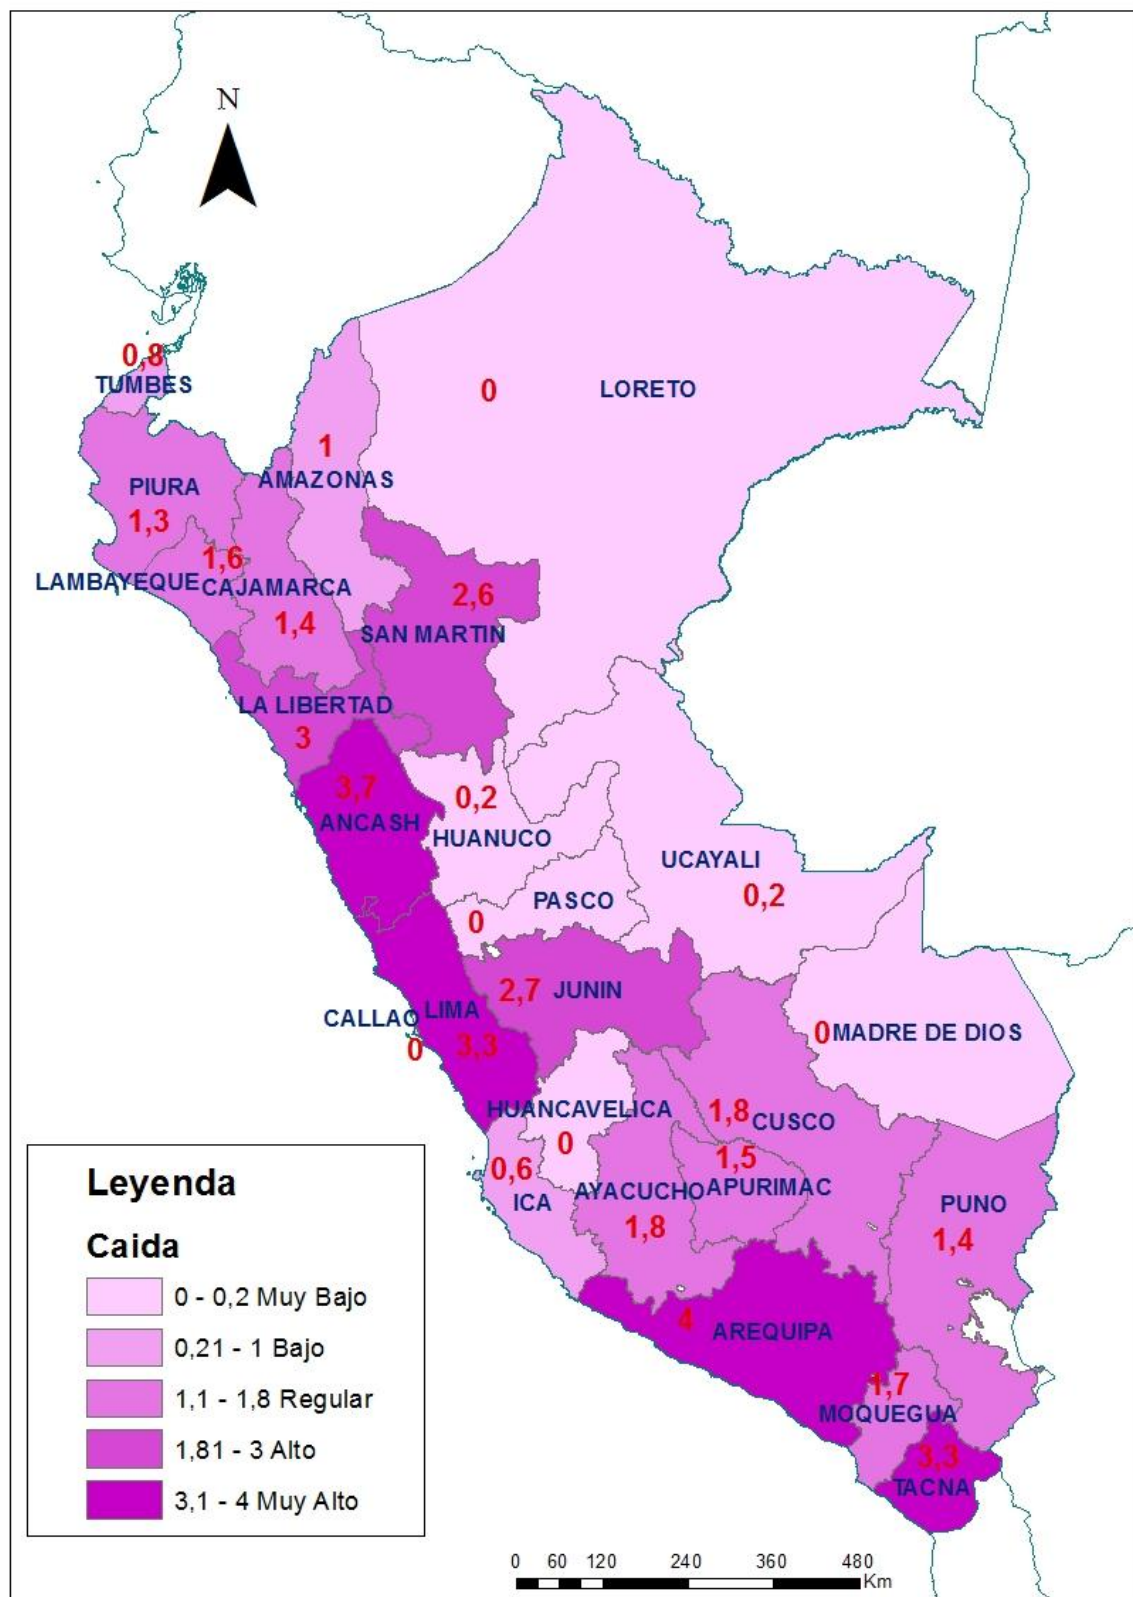 N
0,8
TUMBES
0
LORETO
1
AMAZONAS
PIURA
1,3
1,6
LAMBAYEQUE
CAJAMARCA
1,4
2,6
SAN MARTIN
LA LIBERTAD
3
3,7
ANCASH
0,2
HUANUCO
UCAYALI
0,2
PASCO
0
2,7 JUNIN
CALLAO
0
LIMA
3,3
0 MADRE DE DIOS
HUANCAVELICA
0
1,8 CUSCO
0,6
ICA
1,5
APURIMAC
AYACUCHO
1,8
PUNO
1,4
4 AREQUIPA
1,7
MOQUEGUA
3,3
TACNA
Leyenda
Caida
0 - 0,2 Muy Bajo
0,21 - 1 Bajo
1,1 - 1,8 Regular
1,81 - 3 Alto
3,1 - 4 Muy Alto
0 60 120 240 360 480
Km